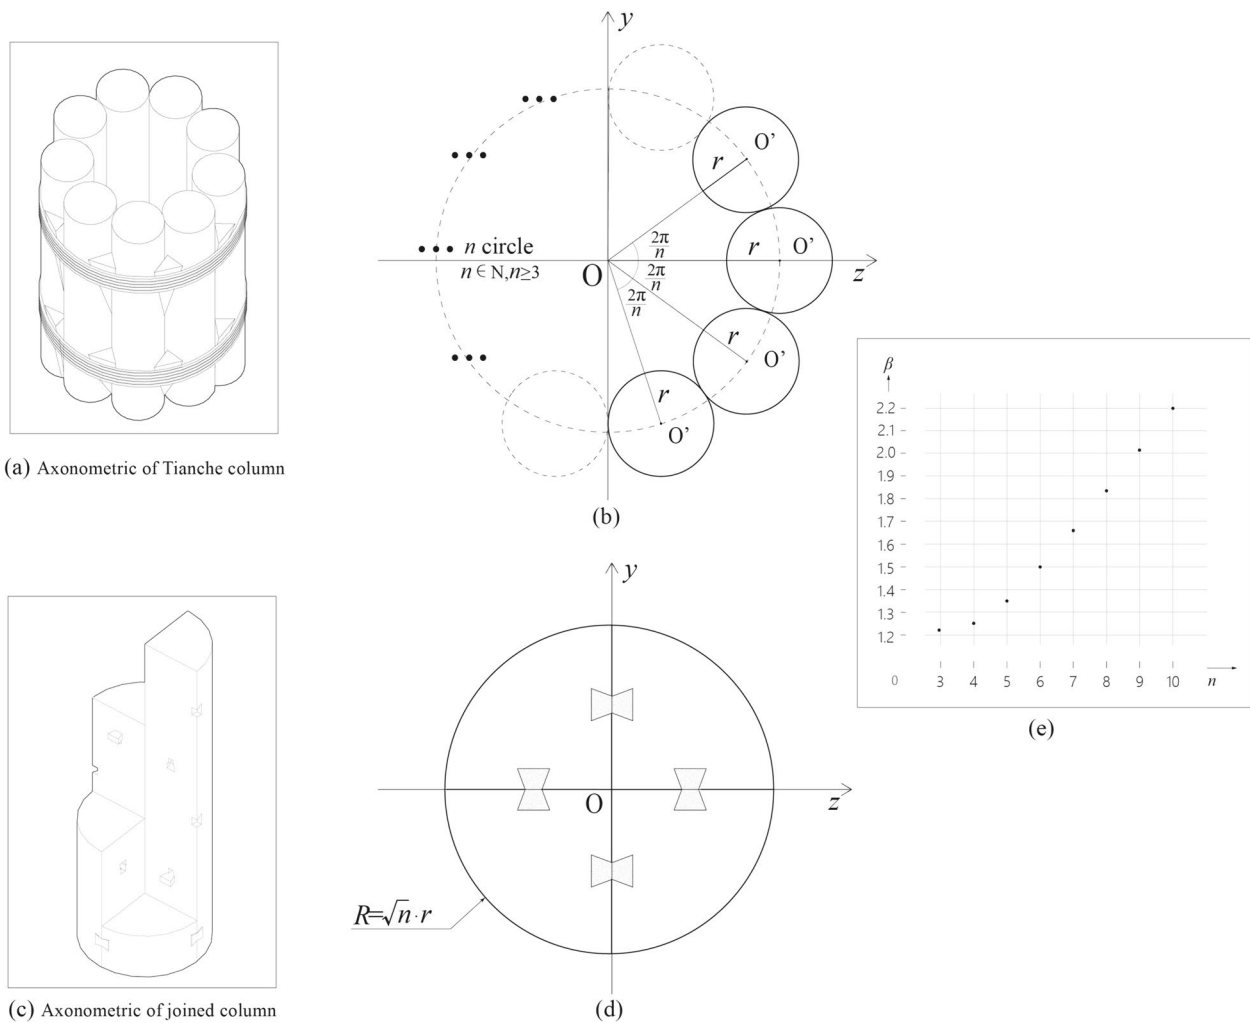 (a) Axonometric of Tianche column
y
O’
r
r
O’
2π/n
n circle
n ∈ N,n≥3
O
z
2π/n
2π/n
r
O’
r
O’
(b)
(c) Axonometric of joined column
y
O
z
R=√n·r
(d)
β
2.2
2.1
2.0
1.9
1.8
1.7
1.6
1.5
1.4
1.3
1.2
0 3 4 5 6 7 8 9 10 n
(e)